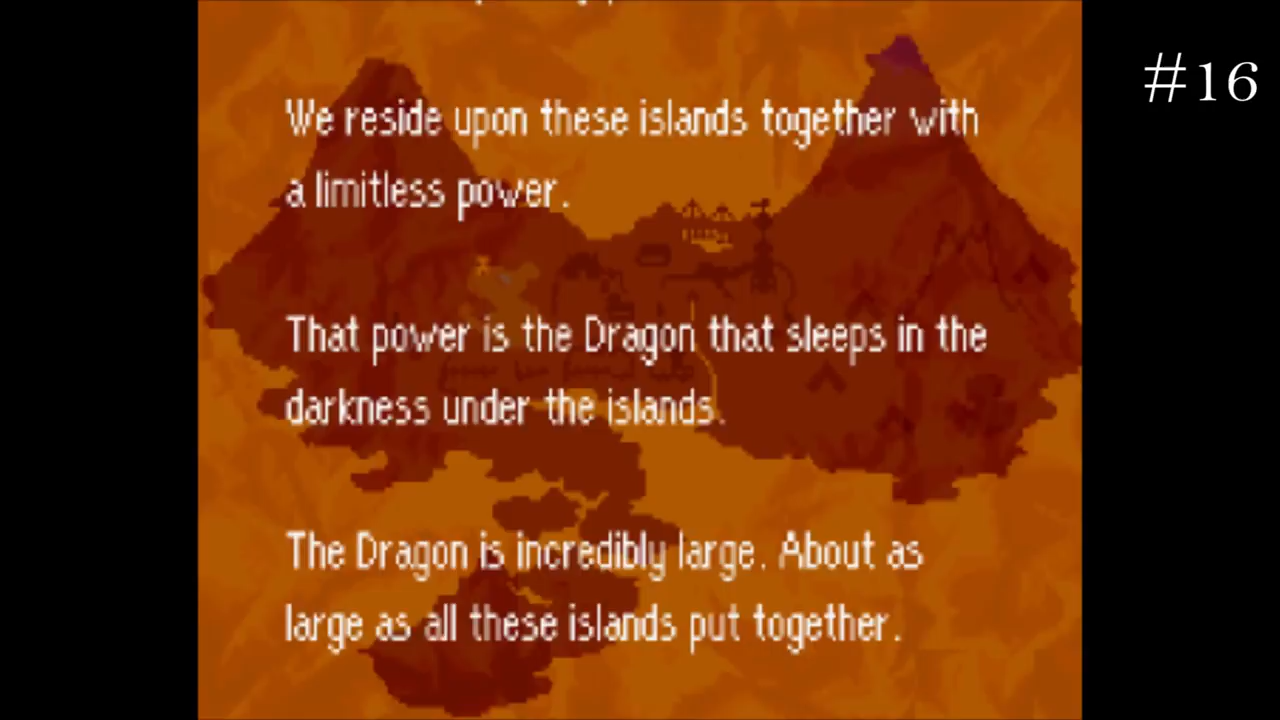 #16
We reside upon these islands together with
a limitless power.
That power is the Dragon that sleeps in the
darkness under the islands.
The Dragon is incredibly large. About as
large as all these islands put together.